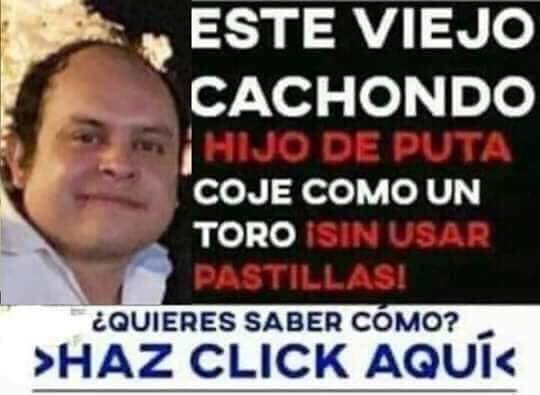 ESTE VIEJO
CACHONDO
HIJO DE PUTA
COJE COMO UN
TORO ¡SIN USAR
PASTILLAS!
¿QUIERES SABER CÓMO?
>HAZ CLICK AQUÍ<